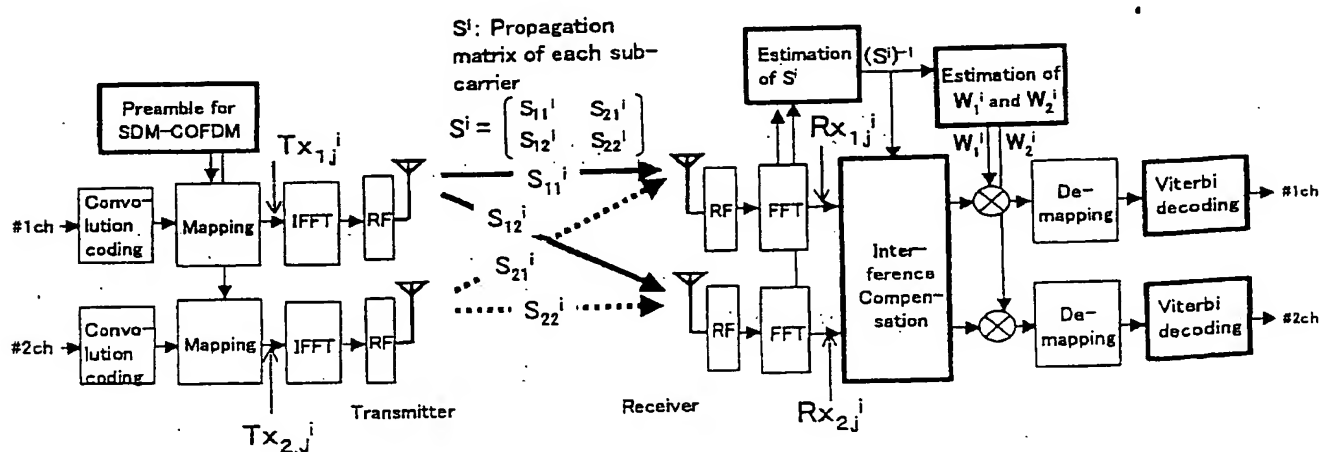 Sⁱ: Propagation
matrix of each sub-
carrier
Sⁱ = ( S₁₁ⁱ S₂₁ⁱ
S₁₂ⁱ S₂₂ⁱ )
Preamble for
SDM-COFDM
Tx₁ⱼⁱ
#1ch
Convo-
lution
coding
Mapping
IFFT
RF
#2ch
Convo-
lution
coding
Mapping
IFFT
RF
Tx₂,ⱼⁱ
Transmitter
S₁₁ⁱ
S₁₂ⁱ
S₂₁ⁱ
S₂₂ⁱ
Receiver
Estimation
of Sⁱ
(Sⁱ)⁻¹
Estimation of
W₁ⁱ and W₂ⁱ
W₁ⁱ
W₂ⁱ
Rx₁ⱼⁱ
RF
FFT
RF
FFT
Rx₂ⱼⁱ
Inter-
ference
Compen-
sation
De-
mapping
Viterbi
decoding
#1ch
De-
mapping
Viterbi
decoding
#2ch